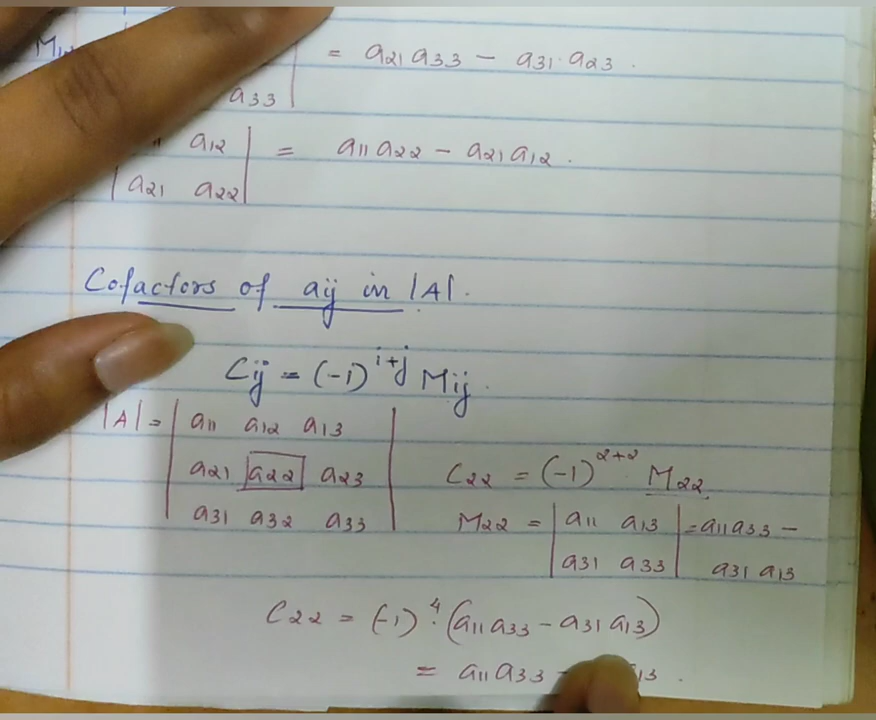 M₁₂
= a₂₁ a₃₃ − a₃₁ · a₂₃ .
a₃₃ |
a₁₂ | = a₁₁ a₂₂ − a₂₁ a₁₂ .
| a₂₁ a₂₂ |
Cofactors of aij in |A| .
Cij = (-1)^{i+j} Mij .
|A| = | a₁₁ a₁₂ a₁₃ |
| a₂₁ a₂₂ a₂₃ | C₂₂ = (-1)^{2+2} · M₂₂
| a₃₁ a₃₂ a₃₃ | M₂₂ = | a₁₁ a₁₃ | = a₁₁ a₃₃ −
| a₃₁ a₃₃ | a₃₁ a₁₃
C₂₂ = (-1)⁴ · (a₁₁ a₃₃ − a₃₁ a₁₃)
= a₁₁ a₃₃ − ₁₃ .